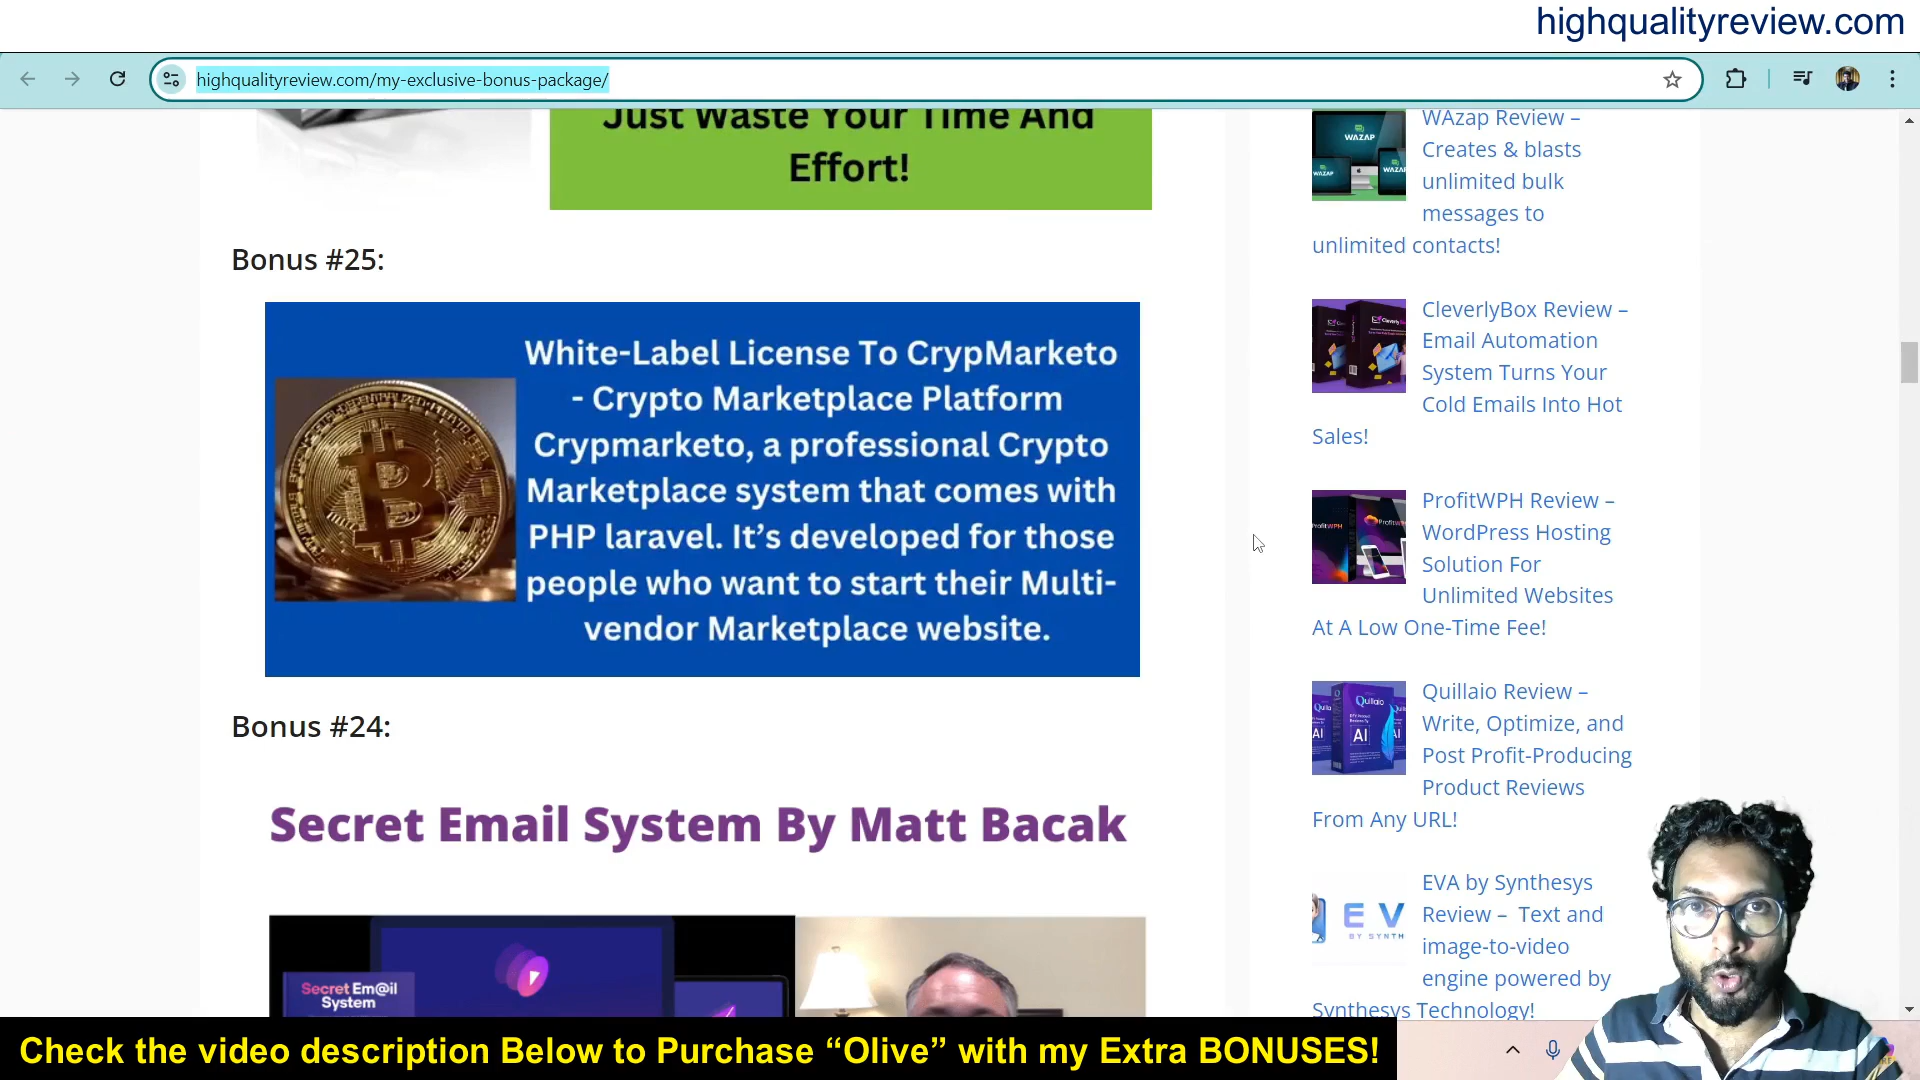 highqualityreview.com
highqualityreview.com/my-exclusive-bonus-package/
Just Waste Your Time And
Effort!
Bonus #25:
White-Label License To CrypMarketo
- Crypto Marketplace Platform
Crypmarketo, a professional Crypto
Marketplace system that comes with
PHP laravel. It’s developed for those
people who want to start their Multi-
vendor Marketplace website.
Bonus #24:
Secret Email System By Matt Bacak
Secret Em@il
System
WAZAP
WAzap Review –
Creates & blasts
unlimited bulk
messages to
unlimited contacts!
CleverlyBox Review –
Email Automation
System Turns Your
Cold Emails Into Hot
Sales!
ProfitWPH Review –
WordPress Hosting
Solution For
Unlimited Websites
At A Low One-Time Fee!
Quillaio
AI
Quillaio Review –
Write, Optimize, and
Post Profit-Producing
Product Reviews
From Any URL!
E V
BY SYNTH
EVA by Synthesys
Review – Text and
image-to-video
engine powered by
Synthesys Technology!
Check the video description Below to Purchase “Olive” with my Extra BONUSES!